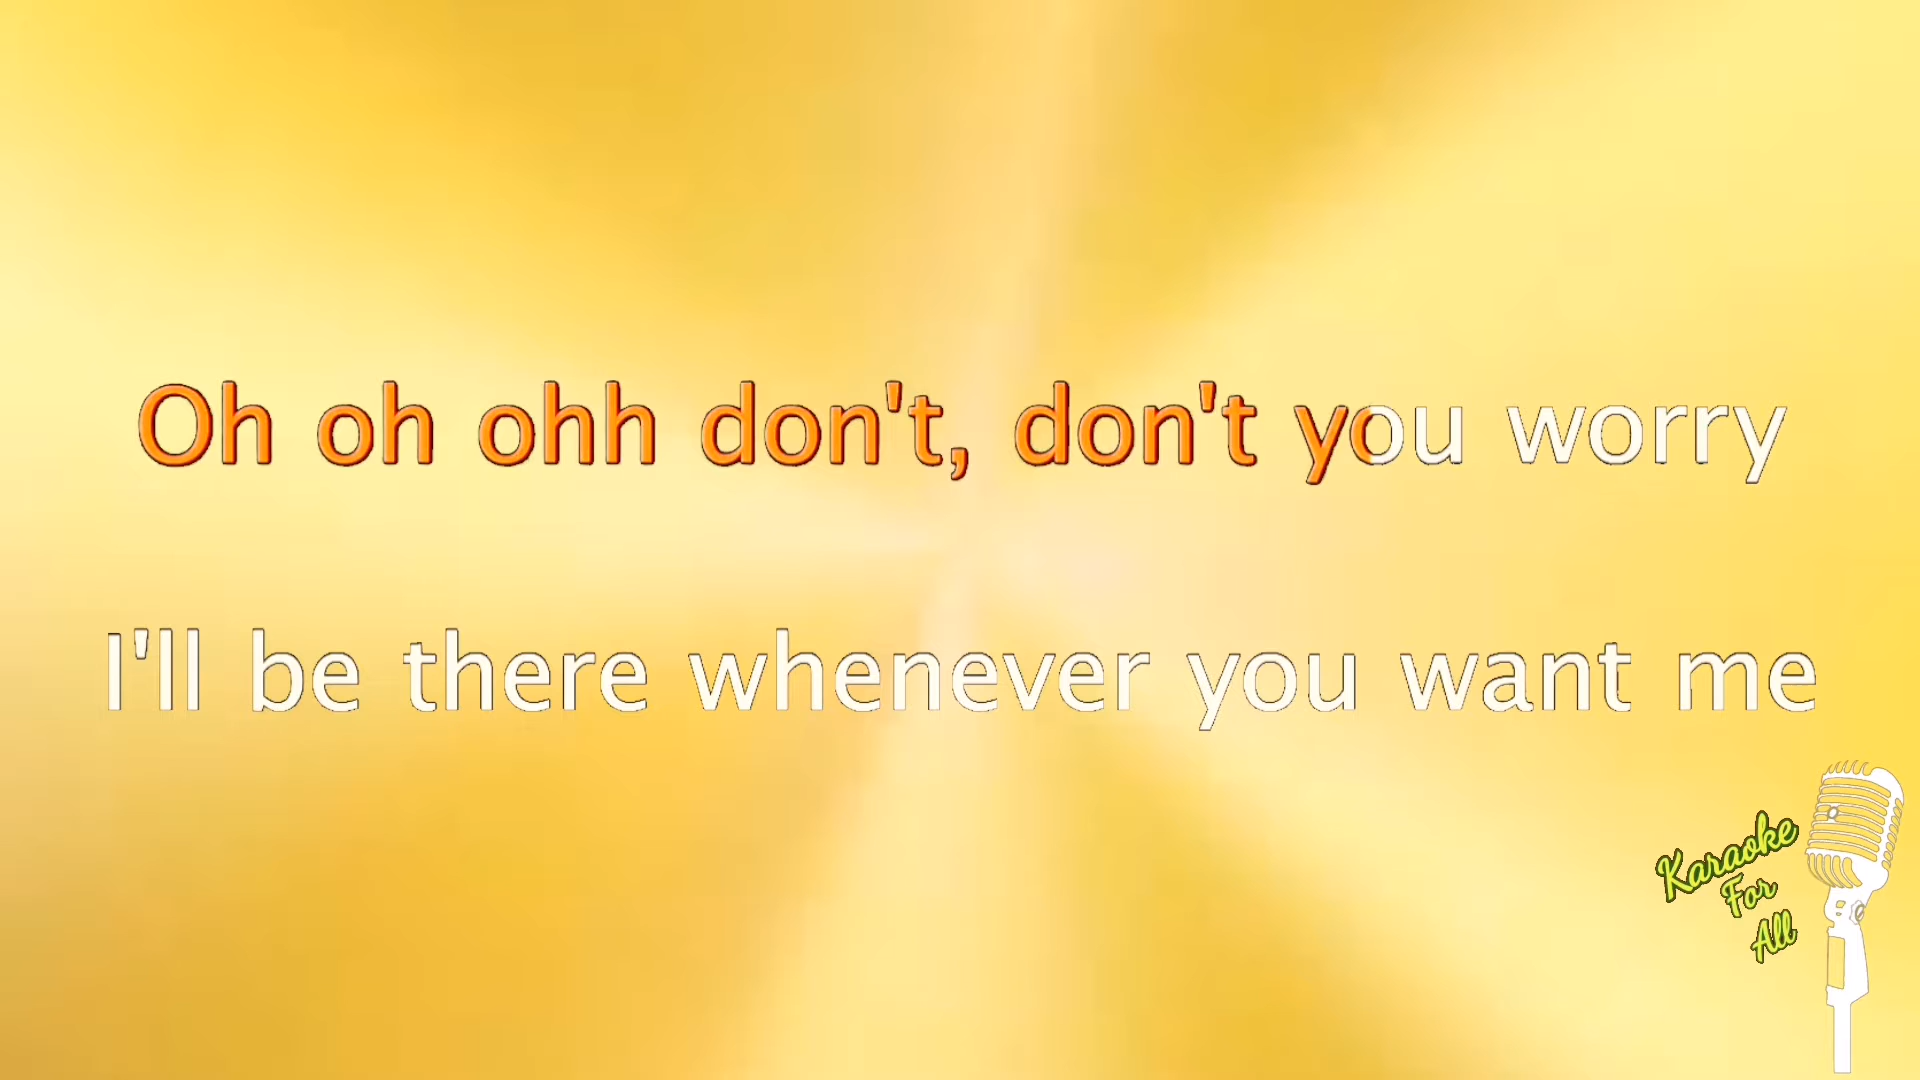 Oh oh ohh don't, don't you worry
I'll be there whenever you want me
Karaoke
For
All